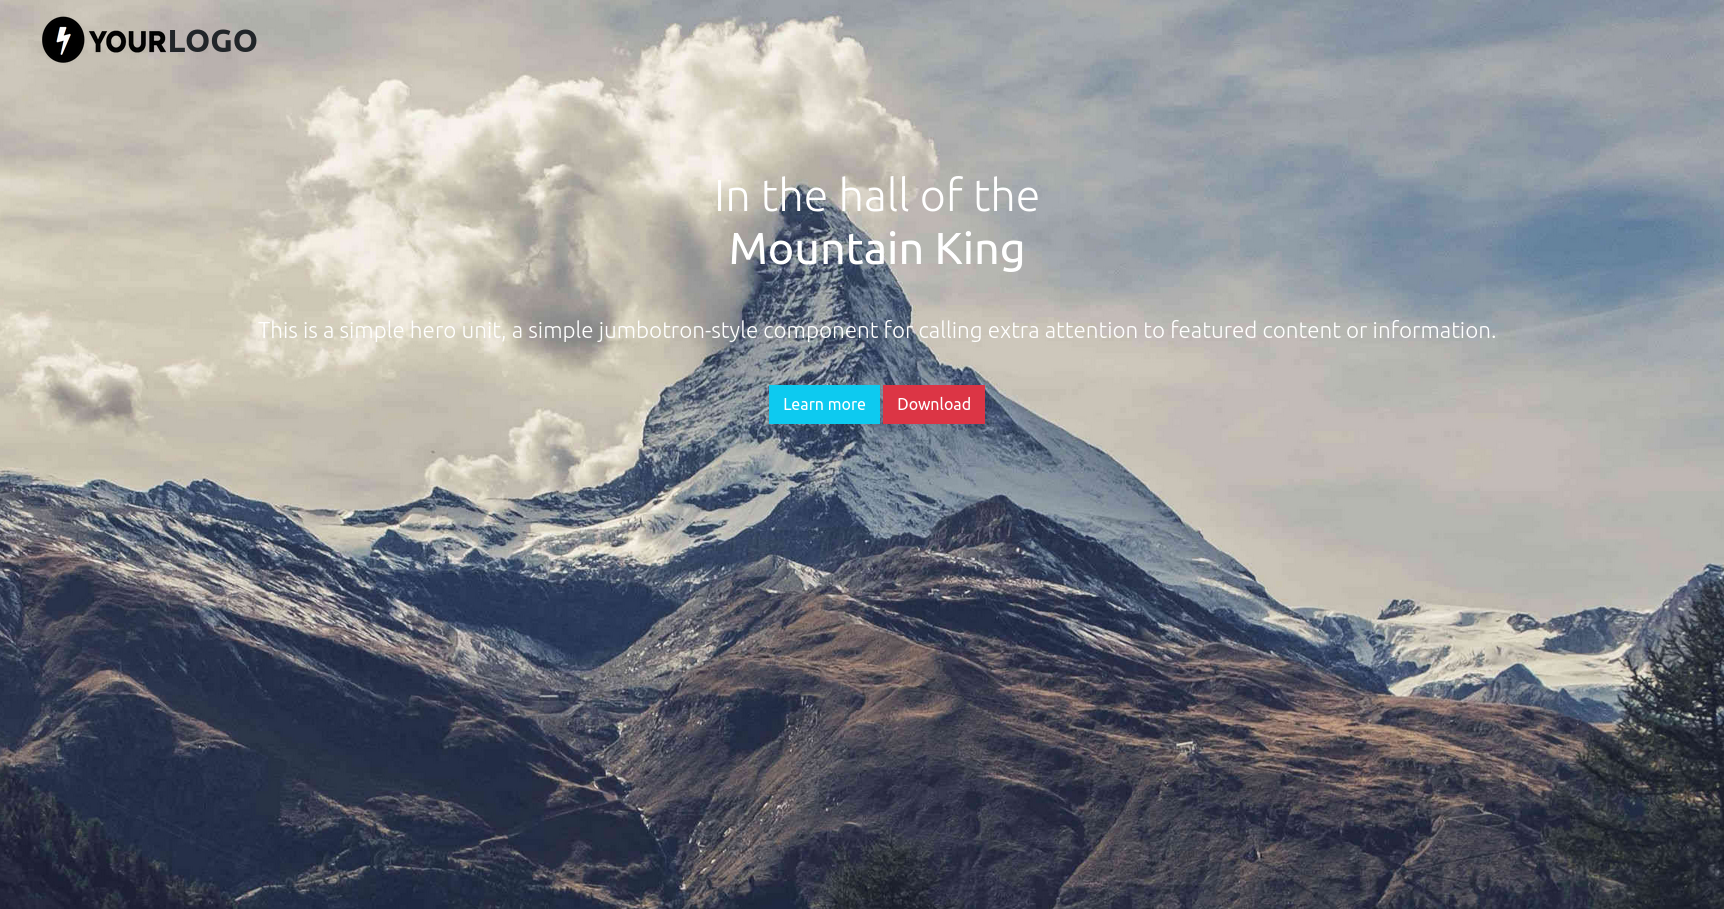 YOURLOGO
In the hall of the
Mountain King
This is a simple hero unit, a simple jumbotron-style component for calling extra attention to featured content or information.
Learn more
Download